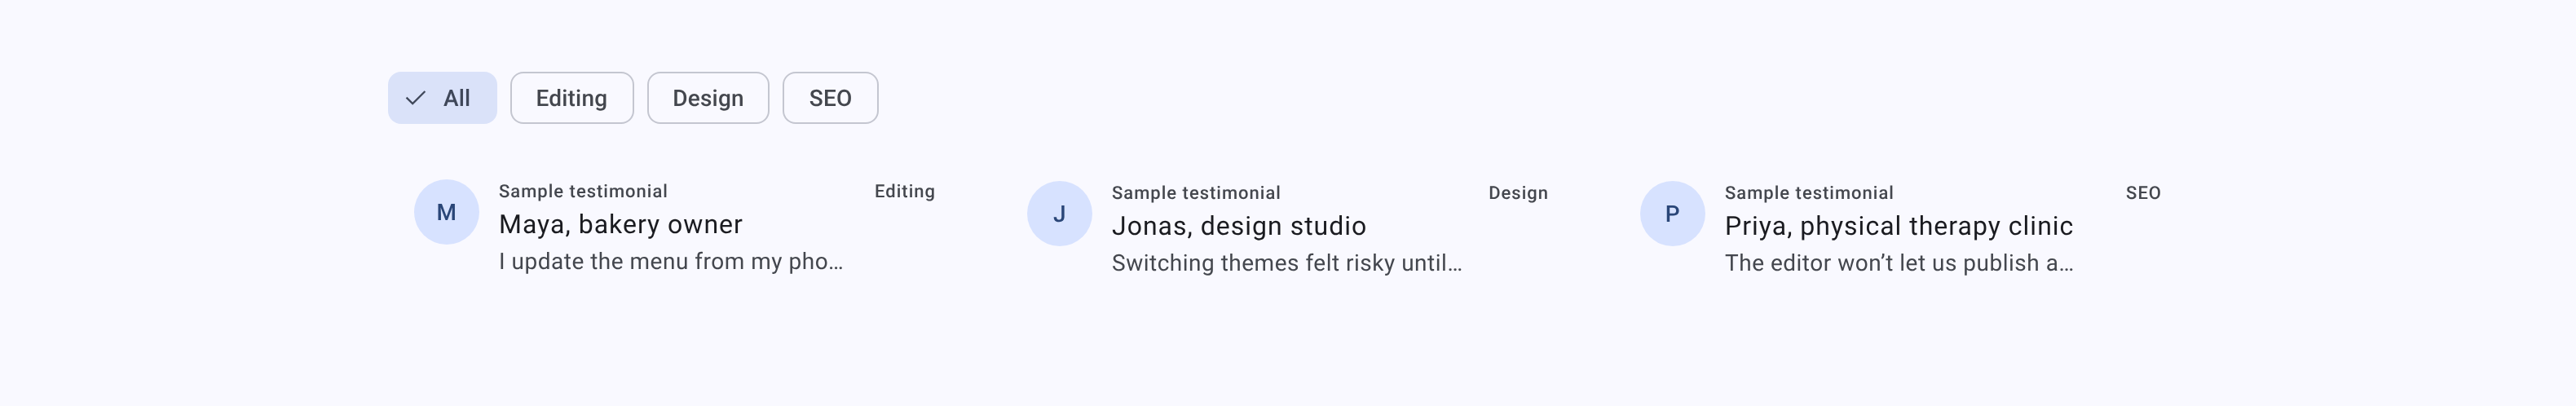 All
Editing
Design
SEO
M
Sample testimonial
Editing
Maya, bakery owner
I update the menu from my pho…
J
Sample testimonial
Design
Jonas, design studio
Switching themes felt risky until…
P
Sample testimonial
SEO
Priya, physical therapy clinic
The editor won’t let us publish a…